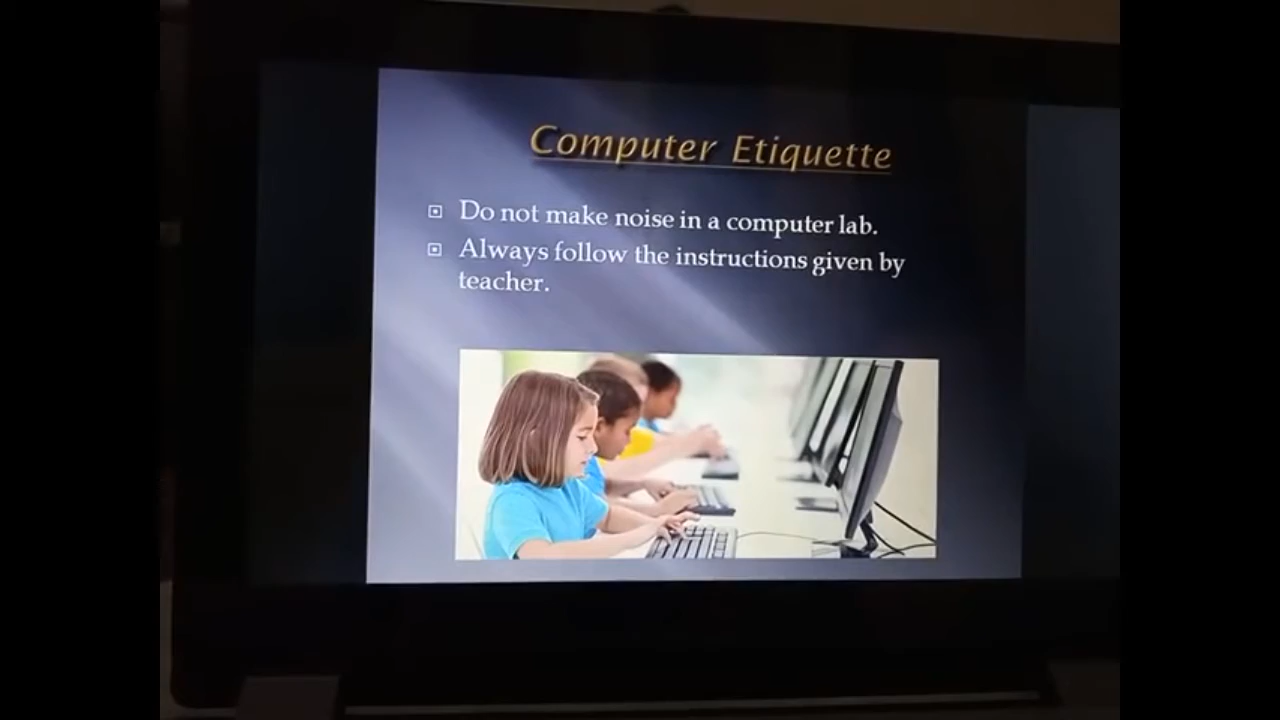 Computer Etiquette
Do not make noise in a computer lab.
Always follow the instructions given by
teacher.